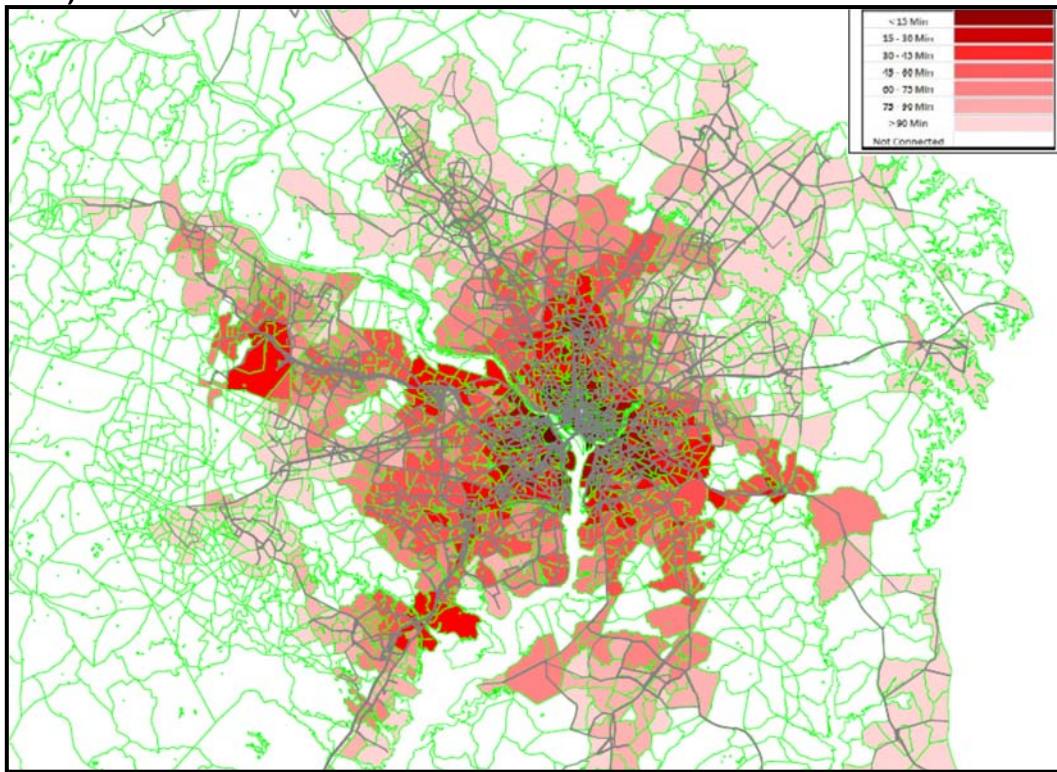 )
<15 Min
15 - 30 Min
30 - 45 Min
45 - 60 Min
60 - 75 Min
75 - 90 Min
>90 Min
Not Connected